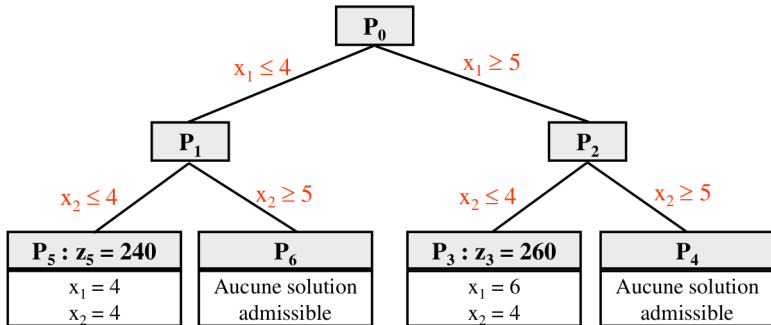 P₀
x₁ ≤ 4
x₁ ≥ 5
P₁
P₂
x₂ ≤ 4
x₂ ≥ 5
x₂ ≤ 4
x₂ ≥ 5
P₅ : z₅ = 240
x₁ = 4
x₂ = 4
P₆
Aucune solution
admissible
P₃ : z₃ = 260
x₁ = 6
x₂ = 4
P₄
Aucune solution
admissible